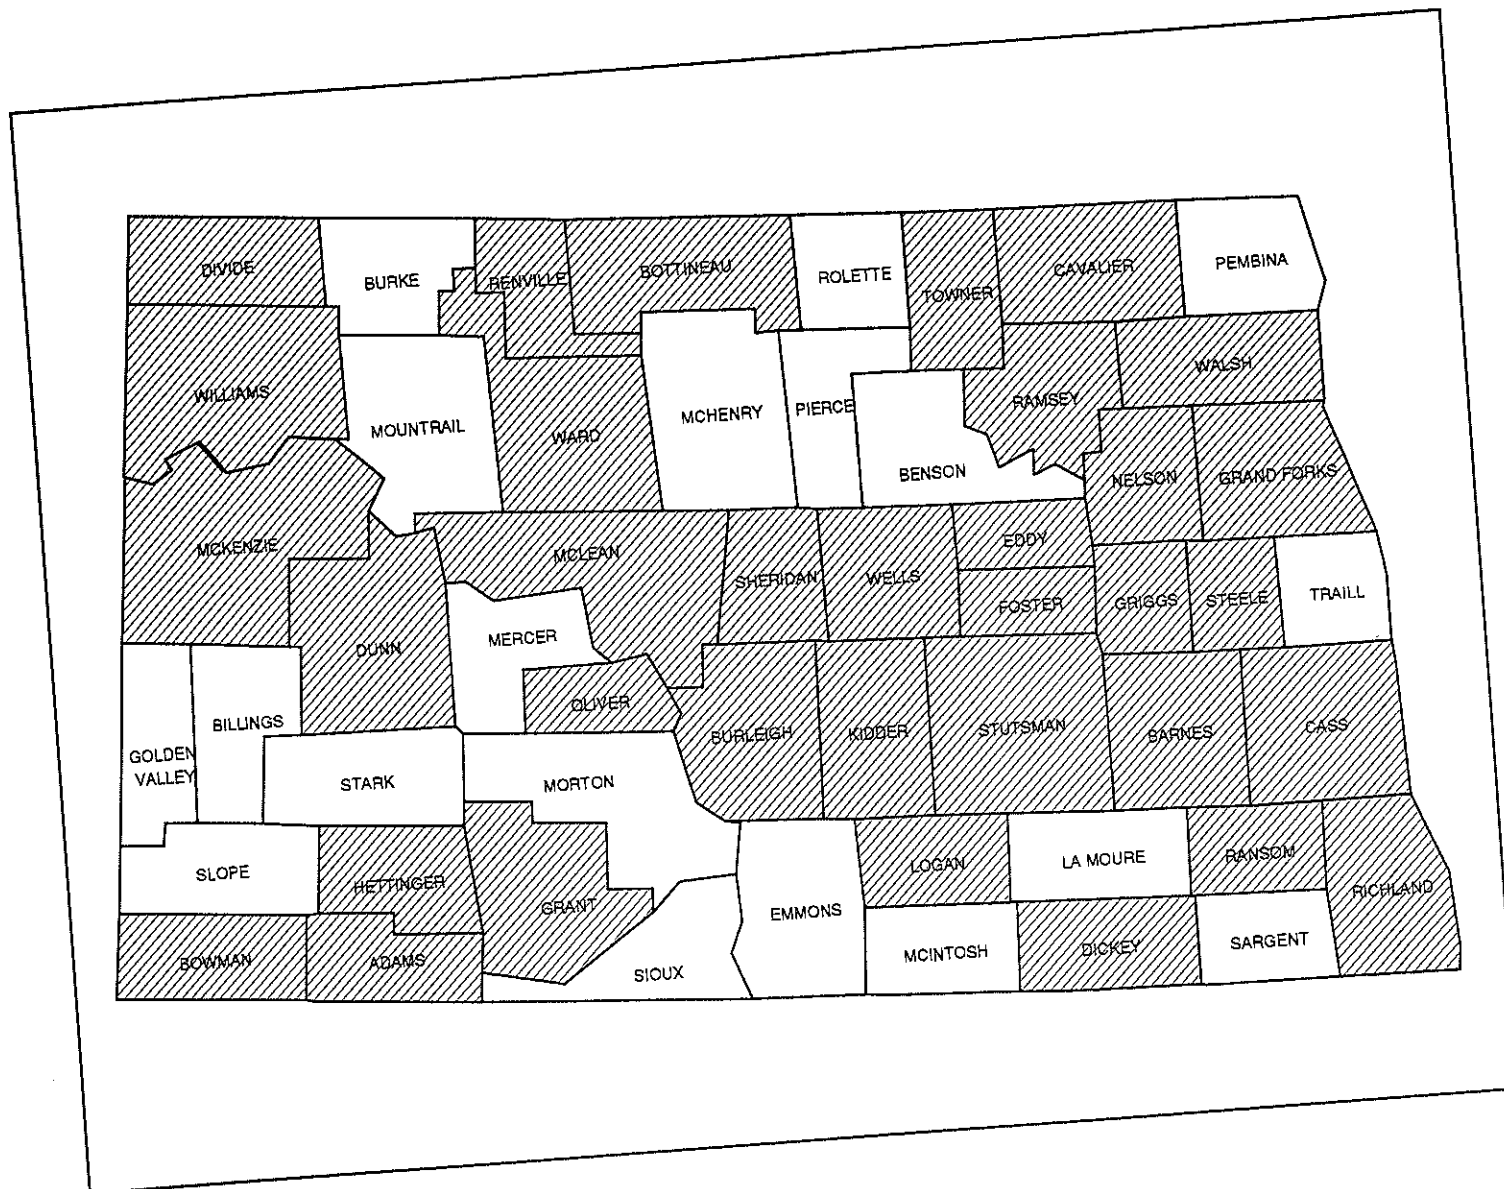 DIVIDE
BURKE
RENVILLE
BOTTINEAU
ROLETTE
TOWNER
CAVALIER
PEMBINA
WILLIAMS
MOUNTRAIL
WARD
MCHENRY
PIERCE
BENSON
RAMSEY
WALSH
NELSON
GRAND FORKS
MCKENZIE
DUNN
MCLEAN
MERCER
OLIVER
SHERIDAN
WELLS
EDDY
FOSTER
GRIGGS
STEELE
TRAILL
GOLDEN
VALLEY
BILLINGS
STARK
MORTON
BURLEIGH
KIDDER
STUTSMAN
BARNES
CASS
SLOPE
HETTINGER
GRANT
BOWMAN
ADAMS
SIOUX
EMMONS
LOGAN
MCINTOSH
LA MOURE
DICKEY
RANSOM
SARGENT
RICHLAND